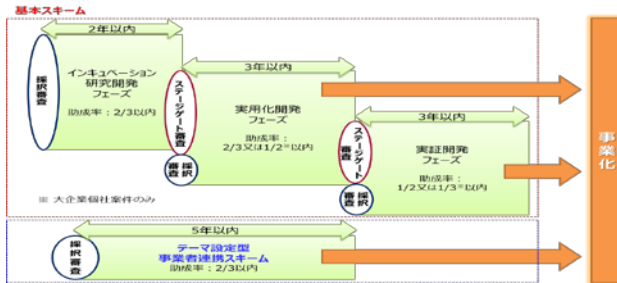 基本スキーム
2年以内
採択審査
インキュベーション
研究開発
フェーズ
助成率：2/3以内
ステージゲート審査
採択審査
3年以内
実用化開発
フェーズ
助成率：
2/3又は1/2※以内
ステージゲート審査
採択審査
3年以内
実証開発
フェーズ
助成率：
1/2又は1/3※以内
※ 大企業個社案件のみ
事業化
5年以内
採択審査
テーマ設定型
事業者連携スキーム
助成率：2/3以内